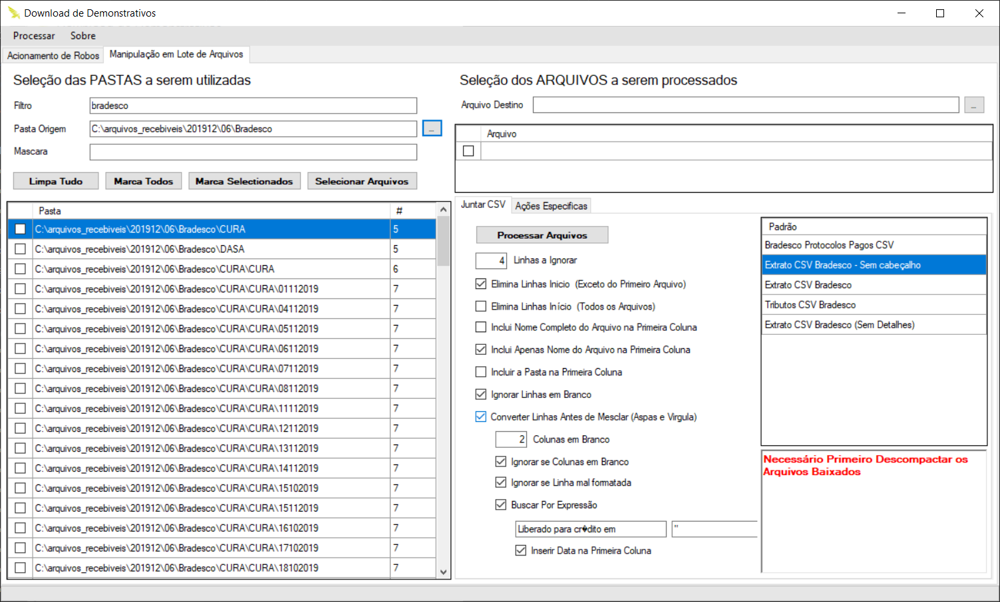 Download de Demonstrativos
Processar Sobre
Acionamento de Robos Manipulação em Lote de Arquivos
Seleção das PASTAS a serem utilizadas
Filtro bradesco
Pasta Origem C:\arquivos_recebiveis\201912\06\Bradesco ...
Mascara
Limpa Tudo Marca Todos Marca Selectionados Selecionar Arquivos
Pasta #
C:\arquivos_recebiveis\201912\06\Bradesco\CURA 5
C:\arquivos_recebiveis\201912\06\Bradesco\DASA 5
C:\arquivos_recebiveis\201912\06\Bradesco\CURA\CURA 6
C:\arquivos_recebiveis\201912\06\Bradesco\CURA\CURA\01112019 7
C:\arquivos_recebiveis\201912\06\Bradesco\CURA\CURA\04112019 7
C:\arquivos_recebiveis\201912\06\Bradesco\CURA\CURA\05112019 7
C:\arquivos_recebiveis\201912\06\Bradesco\CURA\CURA\06112019 7
C:\arquivos_recebiveis\201912\06\Bradesco\CURA\CURA\07112019 7
C:\arquivos_recebiveis\201912\06\Bradesco\CURA\CURA\08112019 7
C:\arquivos_recebiveis\201912\06\Bradesco\CURA\CURA\11112019 7
C:\arquivos_recebiveis\201912\06\Bradesco\CURA\CURA\12112019 7
C:\arquivos_recebiveis\201912\06\Bradesco\CURA\CURA\13112019 7
C:\arquivos_recebiveis\201912\06\Bradesco\CURA\CURA\14112019 7
C:\arquivos_recebiveis\201912\06\Bradesco\CURA\CURA\15102019 7
C:\arquivos_recebiveis\201912\06\Bradesco\CURA\CURA\15112019 7
C:\arquivos_recebiveis\201912\06\Bradesco\CURA\CURA\16102019 7
C:\arquivos_recebiveis\201912\06\Bradesco\CURA\CURA\17102019 7
C:\arquivos_recebiveis\201912\06\Bradesco\CURA\CURA\18102019 7
Seleção dos ARQUIVOS a serem processados
Arquivo Destino ...
Arquivo
Juntar CSV Ações Especificas
Processar Arquivos
4 Linhas a Ignorar
Elimina Linhas Inicio (Exceto do Primeiro Arquivo)
Elimina Linhas Início (Todos os Arquivos)
Inclui Nome Completo do Arquivo na Primeira Coluna
Inclui Apenas Nome do Arquivo na Primeira Coluna
Incluir a Pasta na Primeira Coluna
Ignorar Linhas em Branco
Converter Linhas Antes de Mesclar (Aspas e Virgula)
2 Colunas em Branco
Ignorar se Colunas em Branco
Ignorar se Linha mal formatada
Buscar Por Expressão
Liberado para cr�dito em "
Inserir Data na Primeira Coluna
Padrão
Bradesco Protocolos Pagos CSV
Extrato CSV Bradesco - Sem cabeçalho
Extrato CSV Bradesco
Tributos CSV Bradesco
Extrato CSV Bradesco (Sem Detalhes)
Necessário Primeiro Descompactar os
Arquivos Baixados